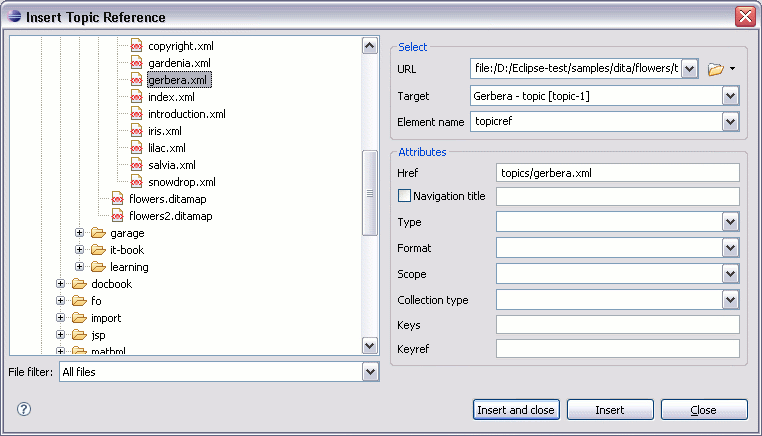 Insert Topic Reference
copyright.xml
gardenia.xml
gerbera.xml
index.xml
introduction.xml
iris.xml
lilac.xml
salvia.xml
snowdrop.xml
flowers.ditamap
flowers2.ditamap
garage
it-book
learning
docbook
fo
import
jsp
mathml
File filter: All files
Select
URL file:/D:/Eclipse-test/samples/dita/flowers/t
Target Gerbera - topic [topic-1]
Element name topicref
Attributes
Href topics/gerbera.xml
Navigation title
Type
Format
Scope
Collection type
Keys
Keyref
Insert and close Insert Close